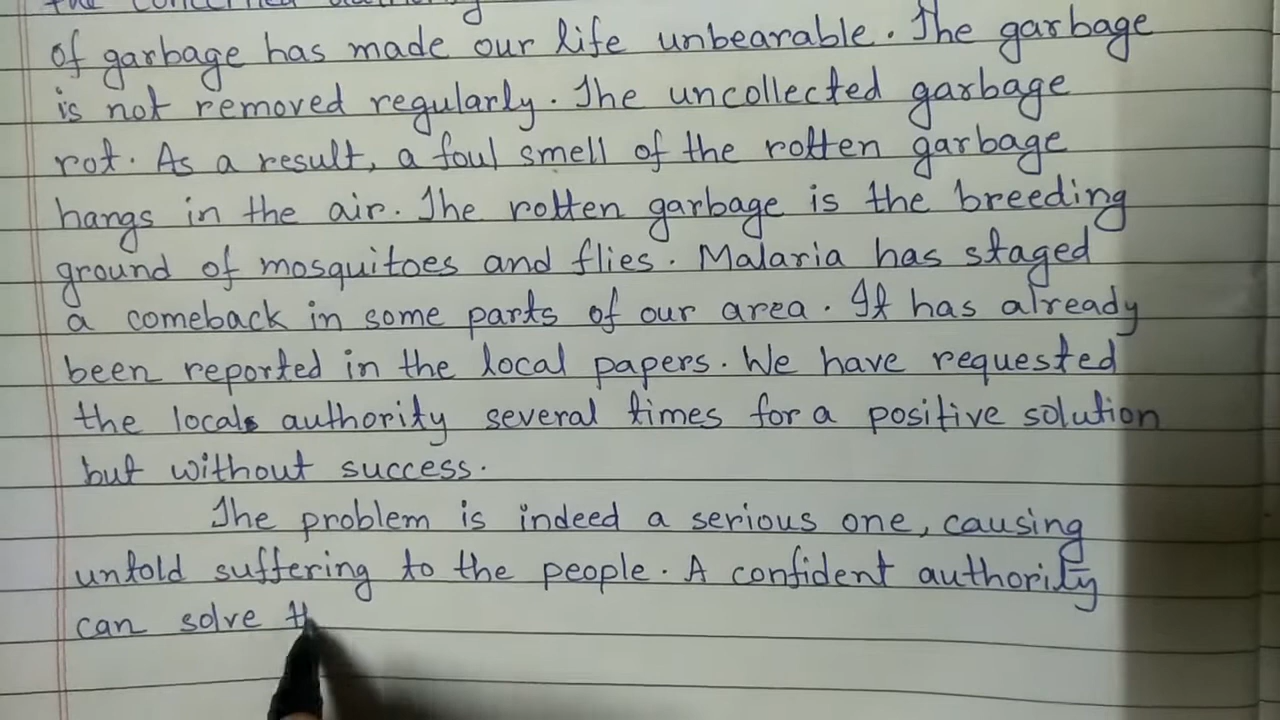 the concerned
of garbage has made our life unbearable. The garbage
is not removed regularly. The uncollected garbage
rot. As a result, a foul smell of the rotten garbage
hangs in the air. The rotten garbage is the breeding
ground of mosquitoes and flies. Malaria has staged
a comeback in some parts of our area. It has already
been reported in the local papers. We have requested
the locals authority several times for a positive solution
but without success.
The problem is indeed a serious one, causing
untold suffering to the people. A confident authority
can solve th